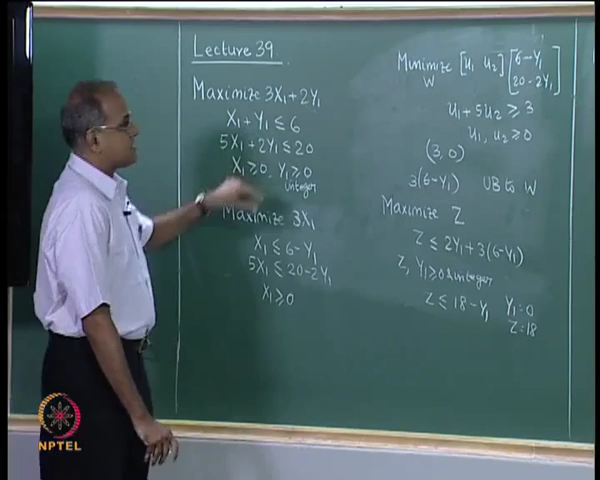 Lecture 39
Maximize 3X₁+2Y₁
X₁+Y₁ ≤ 6
5X₁+2Y₁ ≤ 20
X₁≥0, Y₁≥0
integer
Maximize 3X₁
X₁ ≤ 6-Y₁
5X₁ ≤ 20-2Y₁
X₁≥0
Minimize [u₁ u₂] [6-Y₁
W 20-2Y₁]
u₁+5u₂ ≥ 3
u₁, u₂ ≥0
(3, 0)
3(6-Y₁) UB to W
Maximize Z
Z ≤ 2Y₁+3(6-Y₁)
Z, Y₁≥0 & integer
Z ≤ 18-Y₁ Y₁=0
Z=18
NPTEL